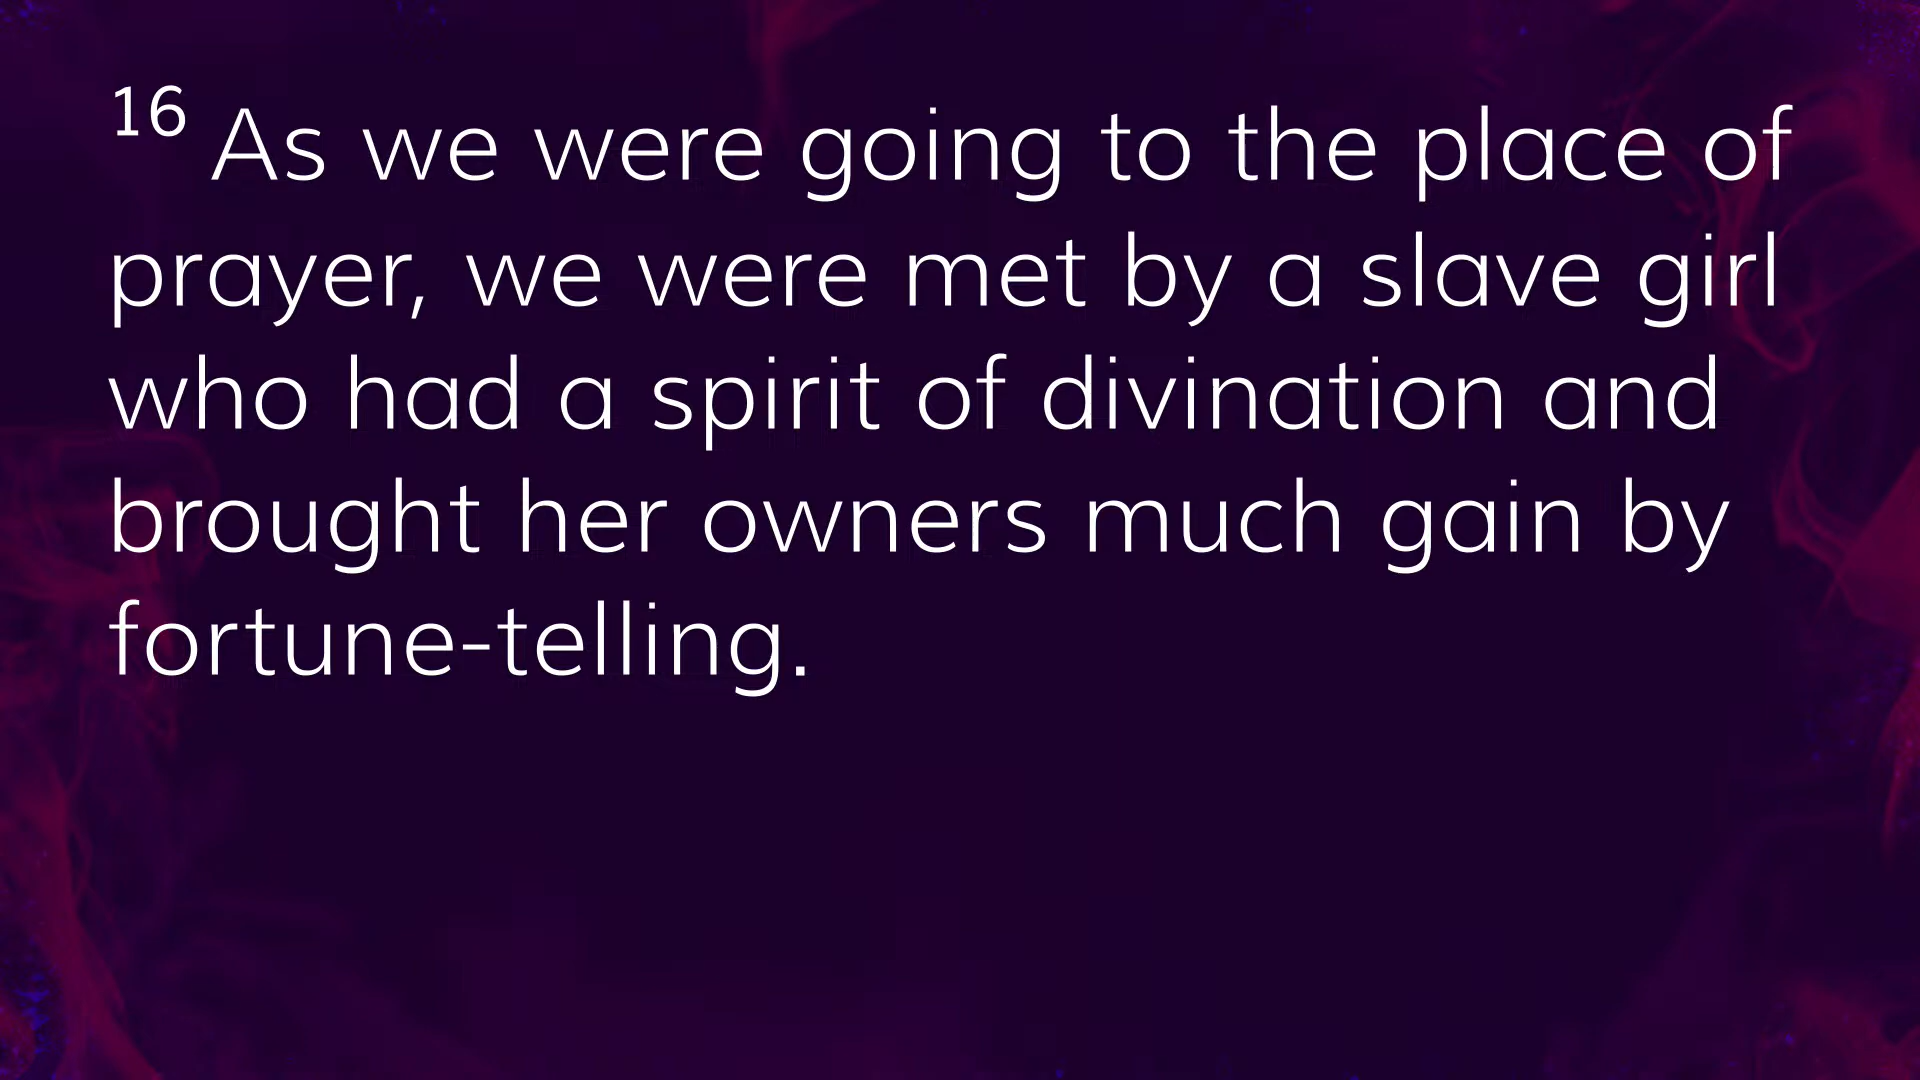 16 As we were going to the place of
prayer, we were met by a slave girl
who had a spirit of divination and
brought her owners much gain by
fortune-telling.